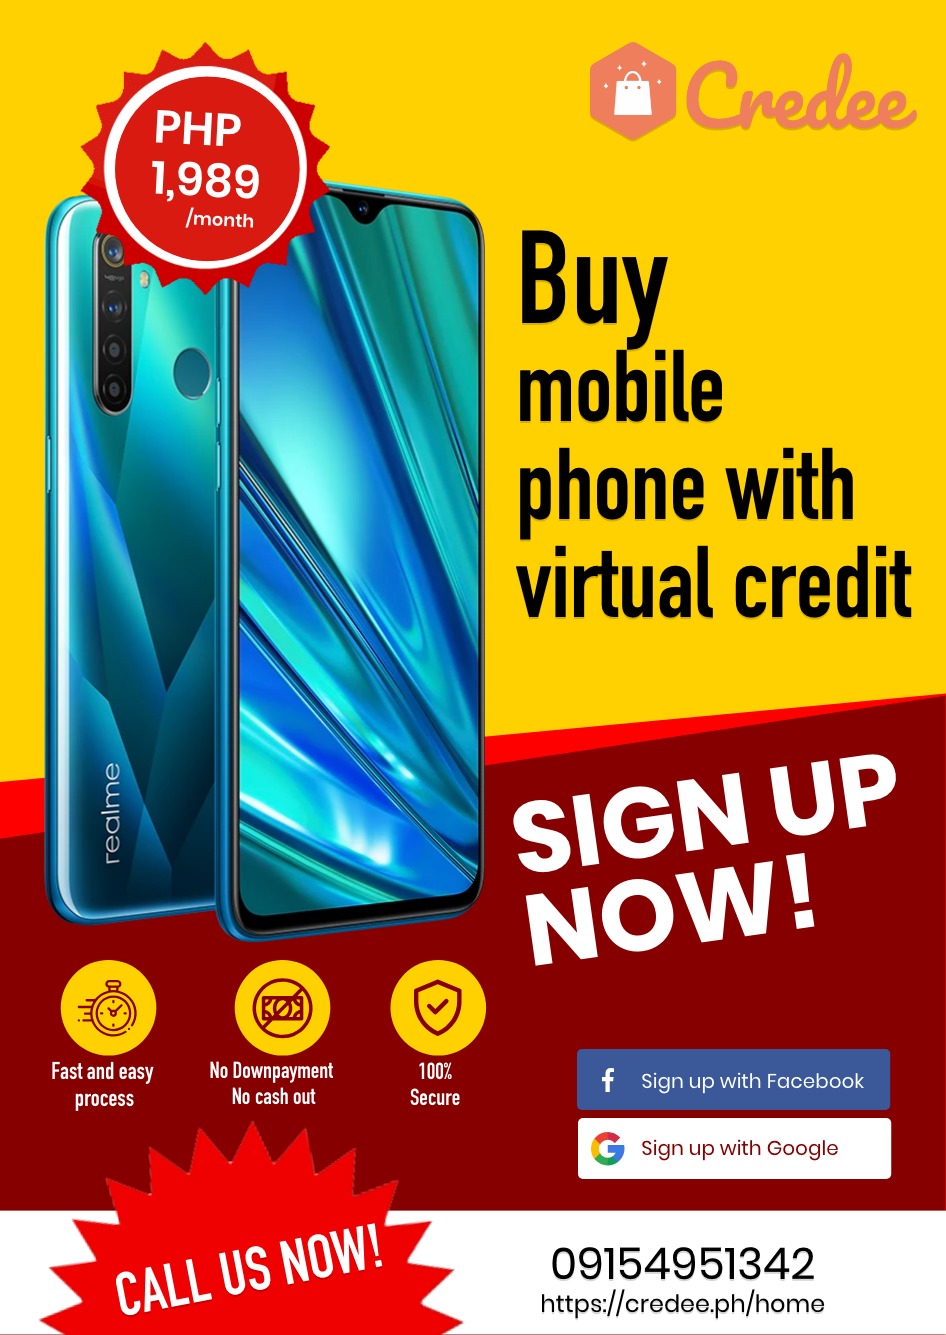 PHP
1,989
/month
Credee
Buy
mobile
phone with
virtual credit
realme
SIGN UP
NOW!
Fast and easy
process
No Downpayment
No cash out
100%
Secure
f
Sign up with Facebook
G
Sign up with Google
CALL US NOW!
09154951342
https://credee.ph/home